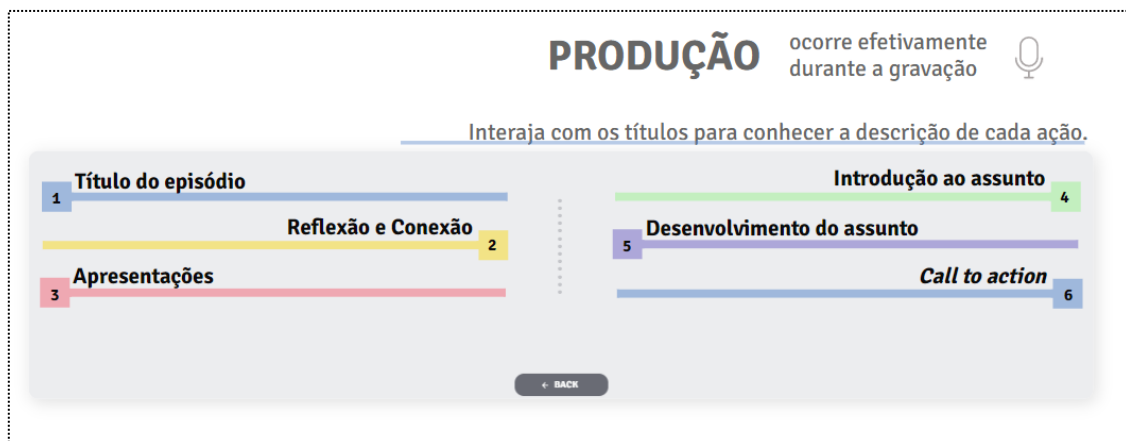 PRODUÇÃO
ocorre efetivamente
durante a gravação
Interaja com os títulos para conhecer a descrição de cada ação.
1 Título do episódio
Reflexão e Conexão 2
3 Apresentações
Introdução ao assunto 4
5 Desenvolvimento do assunto
Call to action 6
← BACK